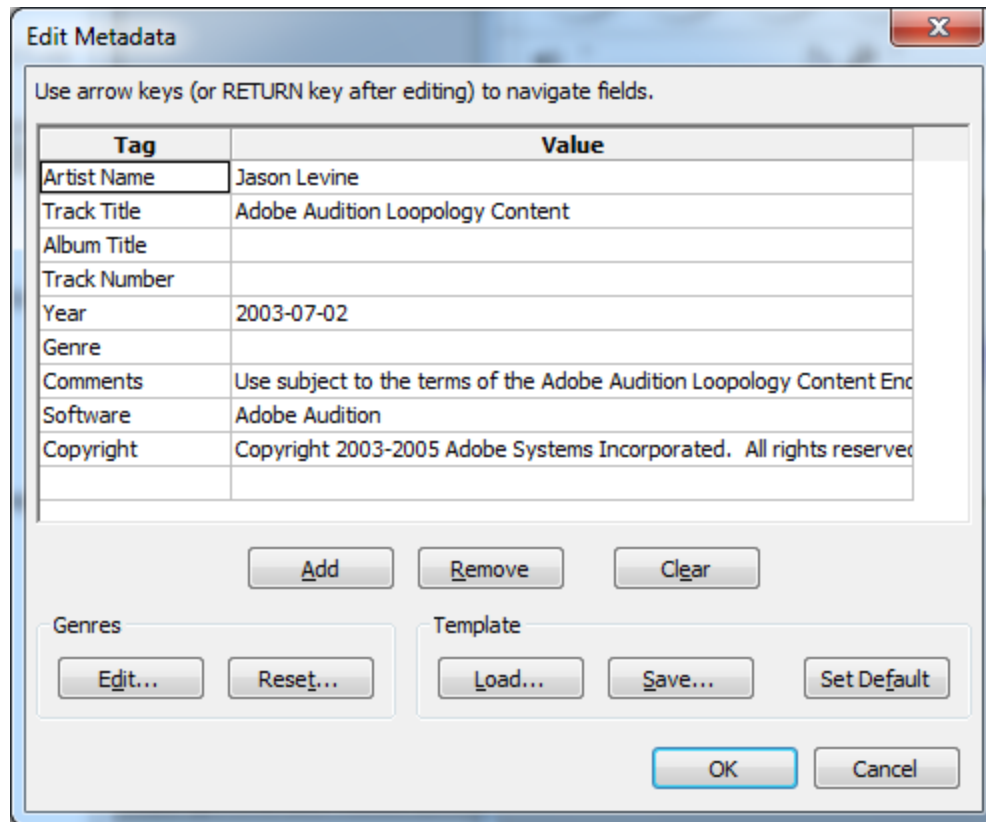 Edit Metadata
Use arrow keys (or RETURN key after editing) to navigate fields.
Tag Value
Artist Name Jason Levine
Track Title Adobe Audition Loopology Content
Album Title
Track Number
Year 2003-07-02
Genre
Comments Use subject to the terms of the Adobe Audition Loopology Content
Software Adobe Audition
Copyright Copyright 2003-2005 Adobe Systems Incorporated. All rights reserved
Add Remove Clear
Genres Template
Edit... Reset... Load... Save... Set Default
OK Cancel